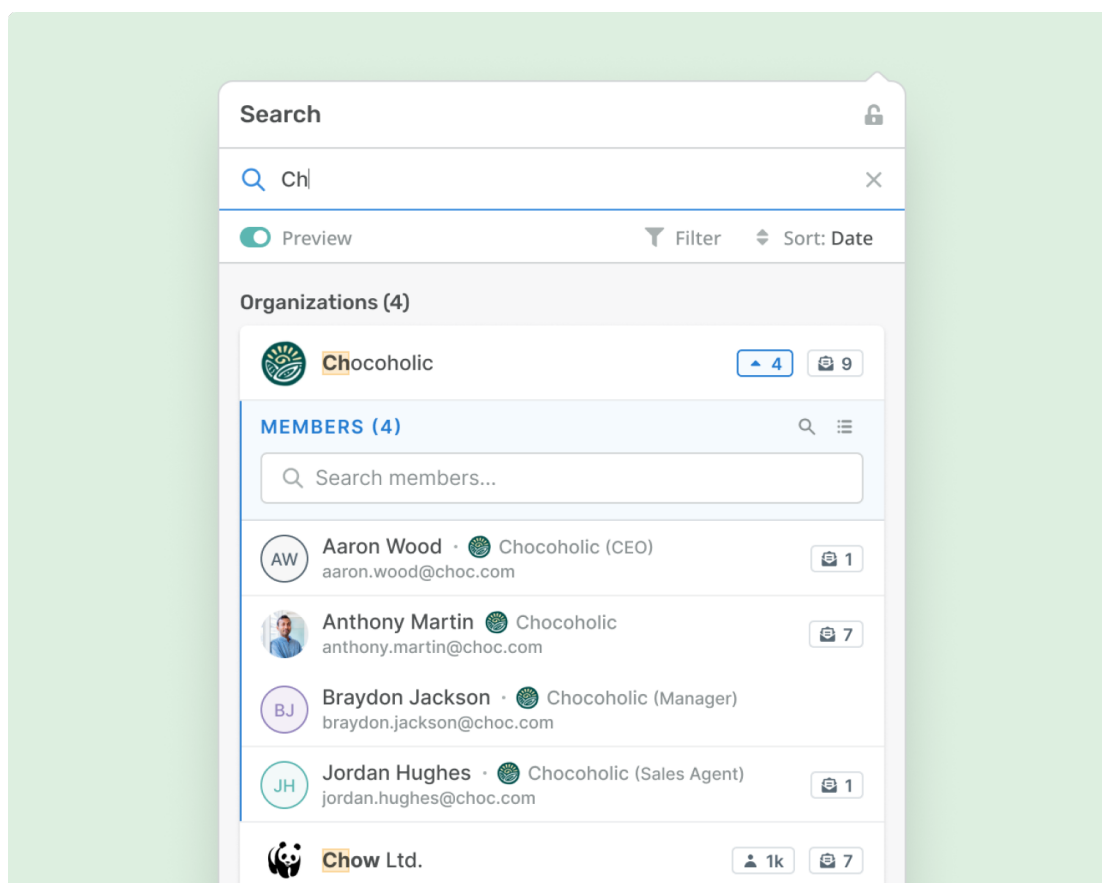 Search
Ch
Preview Filter Sort: Date
Organizations (4)
Chocoholic 4 9
MEMBERS (4)
Search members...
AW Aaron Wood · Chocoholic (CEO) 1
aaron.wood@choc.com
Anthony Martin Chocoholic 7
anthony.martin@choc.com
BJ Braydon Jackson · Chocoholic (Manager)
braydon.jackson@choc.com
JH Jordan Hughes · Chocoholic (Sales Agent) 1
jordan.hughes@choc.com
Chow Ltd. 1k 7